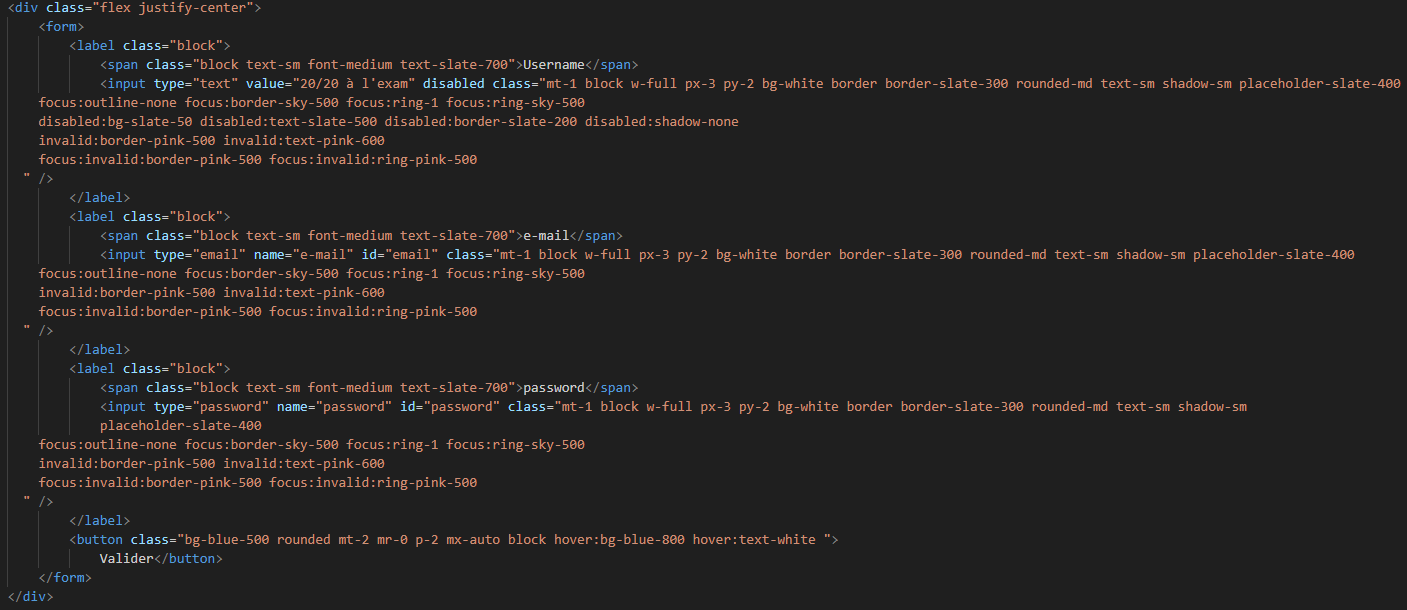 <div class="flex justify-center">
<form>
<label class="block">
<span class="block text-sm font-medium text-slate-700">Username</span>
<input type="text" value="20/20 à l'exam" disabled class="mt-1 block w-full px-3 py-2 bg-white border border-slate-300 rounded-md text-sm shadow-sm placeholder-slate-400
focus:outline-none focus:border-sky-500 focus:ring-1 focus:ring-sky-500
disabled:bg-slate-50 disabled:text-slate-500 disabled:border-slate-200 disabled:shadow-none
invalid:border-pink-500 invalid:text-pink-600
focus:invalid:border-pink-500 focus:invalid:ring-pink-500
" />
</label>
<label class="block">
<span class="block text-sm font-medium text-slate-700">e-mail</span>
<input type="email" name="e-mail" id="email" class="mt-1 block w-full px-3 py-2 bg-white border border-slate-300 rounded-md text-sm shadow-sm placeholder-slate-400
focus:outline-none focus:border-sky-500 focus:ring-1 focus:ring-sky-500
invalid:border-pink-500 invalid:text-pink-600
focus:invalid:border-pink-500 focus:invalid:ring-pink-500
" />
</label>
<label class="block">
<span class="block text-sm font-medium text-slate-700">password</span>
<input type="password" name="password" id="password" class="mt-1 block w-full px-3 py-2 bg-white border border-slate-300 rounded-md text-sm shadow-sm
placeholder-slate-400
focus:outline-none focus:border-sky-500 focus:ring-1 focus:ring-sky-500
invalid:border-pink-500 invalid:text-pink-600
focus:invalid:border-pink-500 focus:invalid:ring-pink-500
" />
</label>
<button class="bg-blue-500 rounded mt-2 mr-0 p-2 mx-auto block hover:bg-blue-800 hover:text-white ">
Valider</button>
</form>
</div>